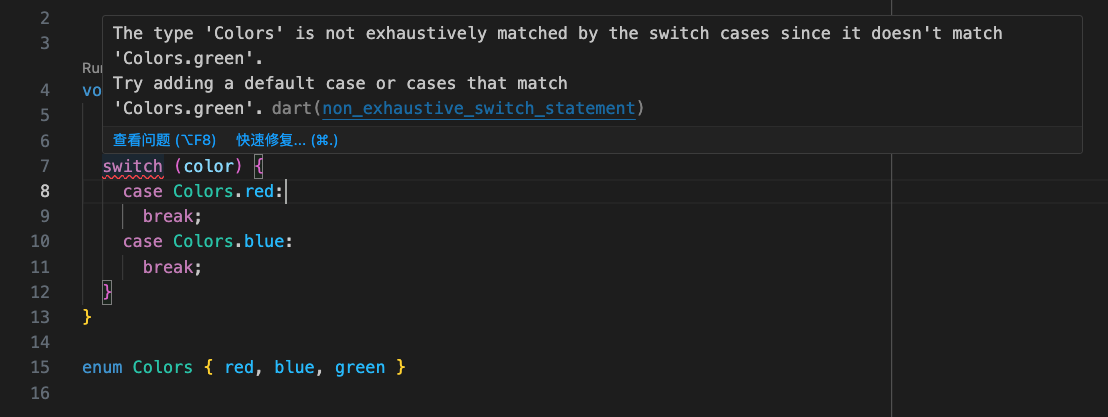 2
The type 'Colors' is not exhaustively matched by the switch cases since it doesn't match
3
'Colors.green'.
Ru
Try adding a default case or cases that match
4 vo
'Colors.green'. dart(non_exhaustive_switch_statement)
5
6
查看问题 (⌥F8) 快速修复... (⌘.)
7 switch (color) {
8 case Colors.red:
9 break;
10 case Colors.blue:
11 break;
12 }
13 }
14
15 enum Colors { red, blue, green }
16